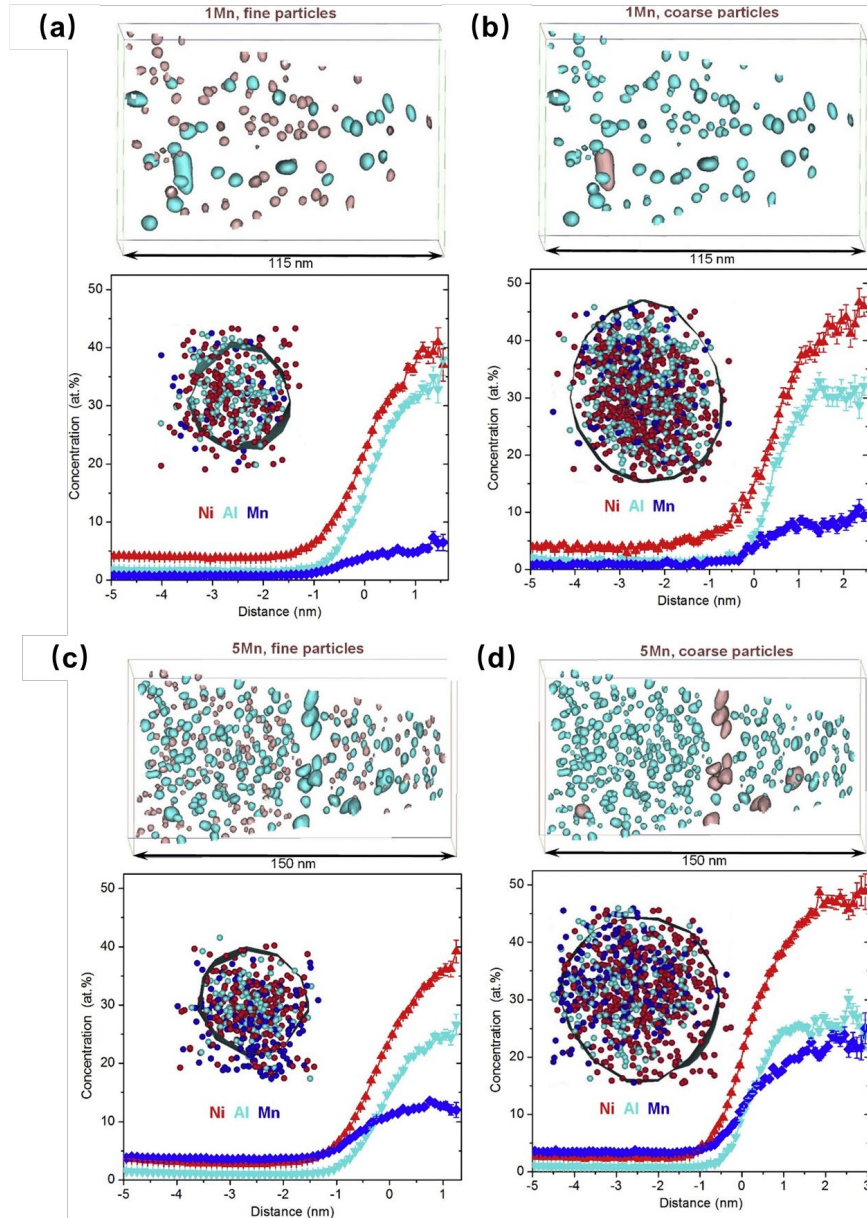 (a)
1Mn, fine particles
115 nm
Concentration (at.%)
50
40
30
20
10
0
Ni Al Mn
-5 -4 -3 -2 -1 0 1
Distance (nm)
(b)
1Mn, coarse particles
115 nm
Concentration (at.%)
50
40
30
20
10
0
Ni Al Mn
-5 -4 -3 -2 -1 0 1 2
Distance (nm)
(c)
5Mn, fine particles
150 nm
Concentration (at.%)
50
40
30
20
10
0
Ni Al Mn
-5 -4 -3 -2 -1 0 1
Distance (nm)
(d)
5Mn, coarse particles
150 nm
Concentration (at.%)
50
40
30
20
10
0
Ni Al Mn
-5 -4 -3 -2 -1 0 1 2 3
Distance (nm)